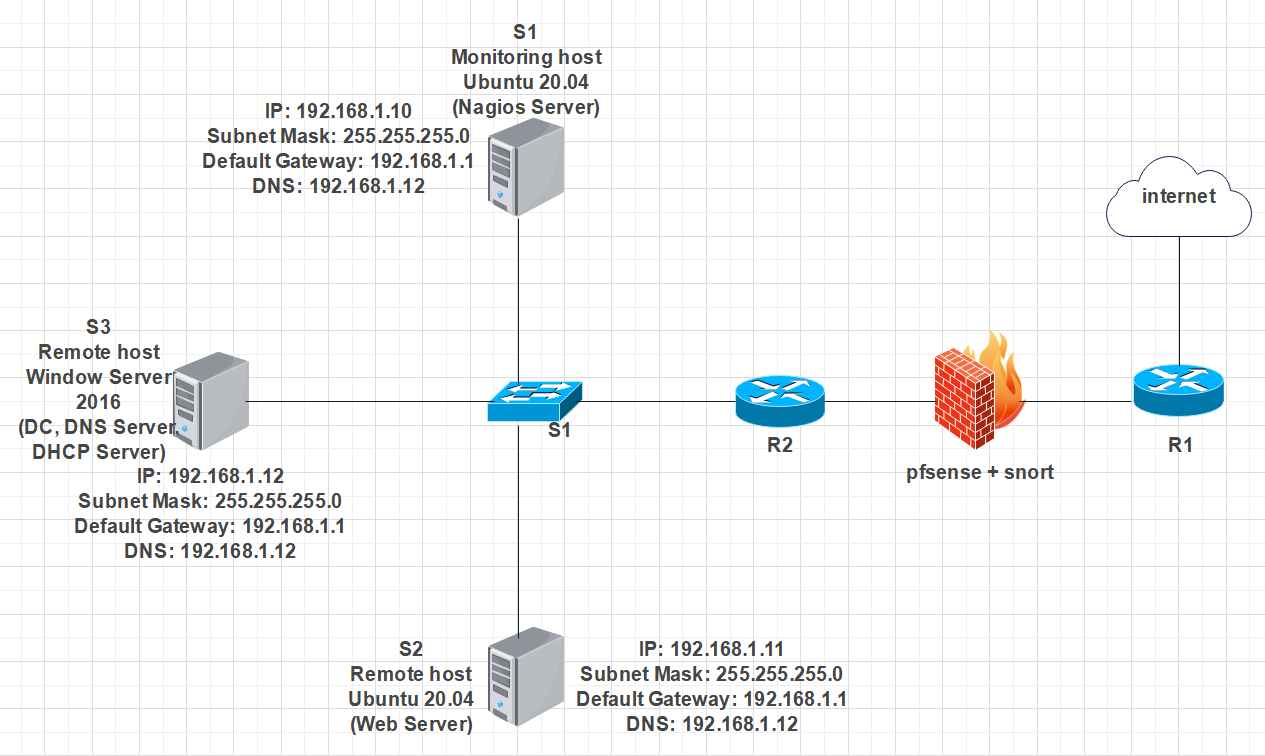 S1
Monitoring host
Ubuntu 20.04
(Nagios Server)
IP: 192.168.1.10
Subnet Mask: 255.255.255.0
Default Gateway: 192.168.1.1
DNS: 192.168.1.12
internet
S3
Remote host
Window Server
2016
(DC, DNS Server,
DHCP Server)
IP: 192.168.1.12
Subnet Mask: 255.255.255.0
Default Gateway: 192.168.1.1
DNS: 192.168.1.12
S1
R2
pfsense + snort
R1
S2
Remote host
Ubuntu 20.04
(Web Server)
IP: 192.168.1.11
Subnet Mask: 255.255.255.0
Default Gateway: 192.168.1.1
DNS: 192.168.1.12